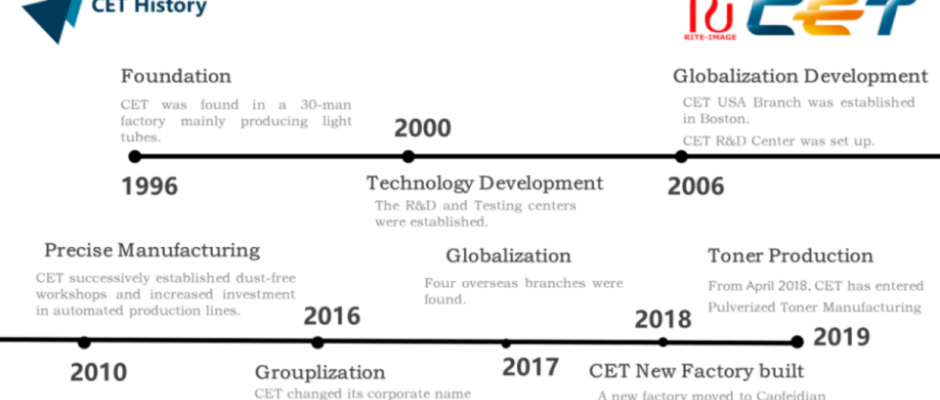 CET History
RITE-IMAGE
CET
Foundation
CET was found in a 30-man
factory mainly producing light
tubes.
1996
2000
Technology Development
The R&D and Testing centers
were established.
Globalization Development
CET USA Branch was established
in Boston.
CET R&D Center was set up.
2006
Precise Manufacturing
CET successively established dust-free
workshops and increased investment
in automated production lines.
2010
2016
Grouplization
CET changed its corporate name
Globalization
Four overseas branches were
found.
2017
2018
CET New Factory built
A new factory moved to Caofeidian
Toner Production
From April 2018, CET has entered
Pulverized Toner Manufacturing
2019